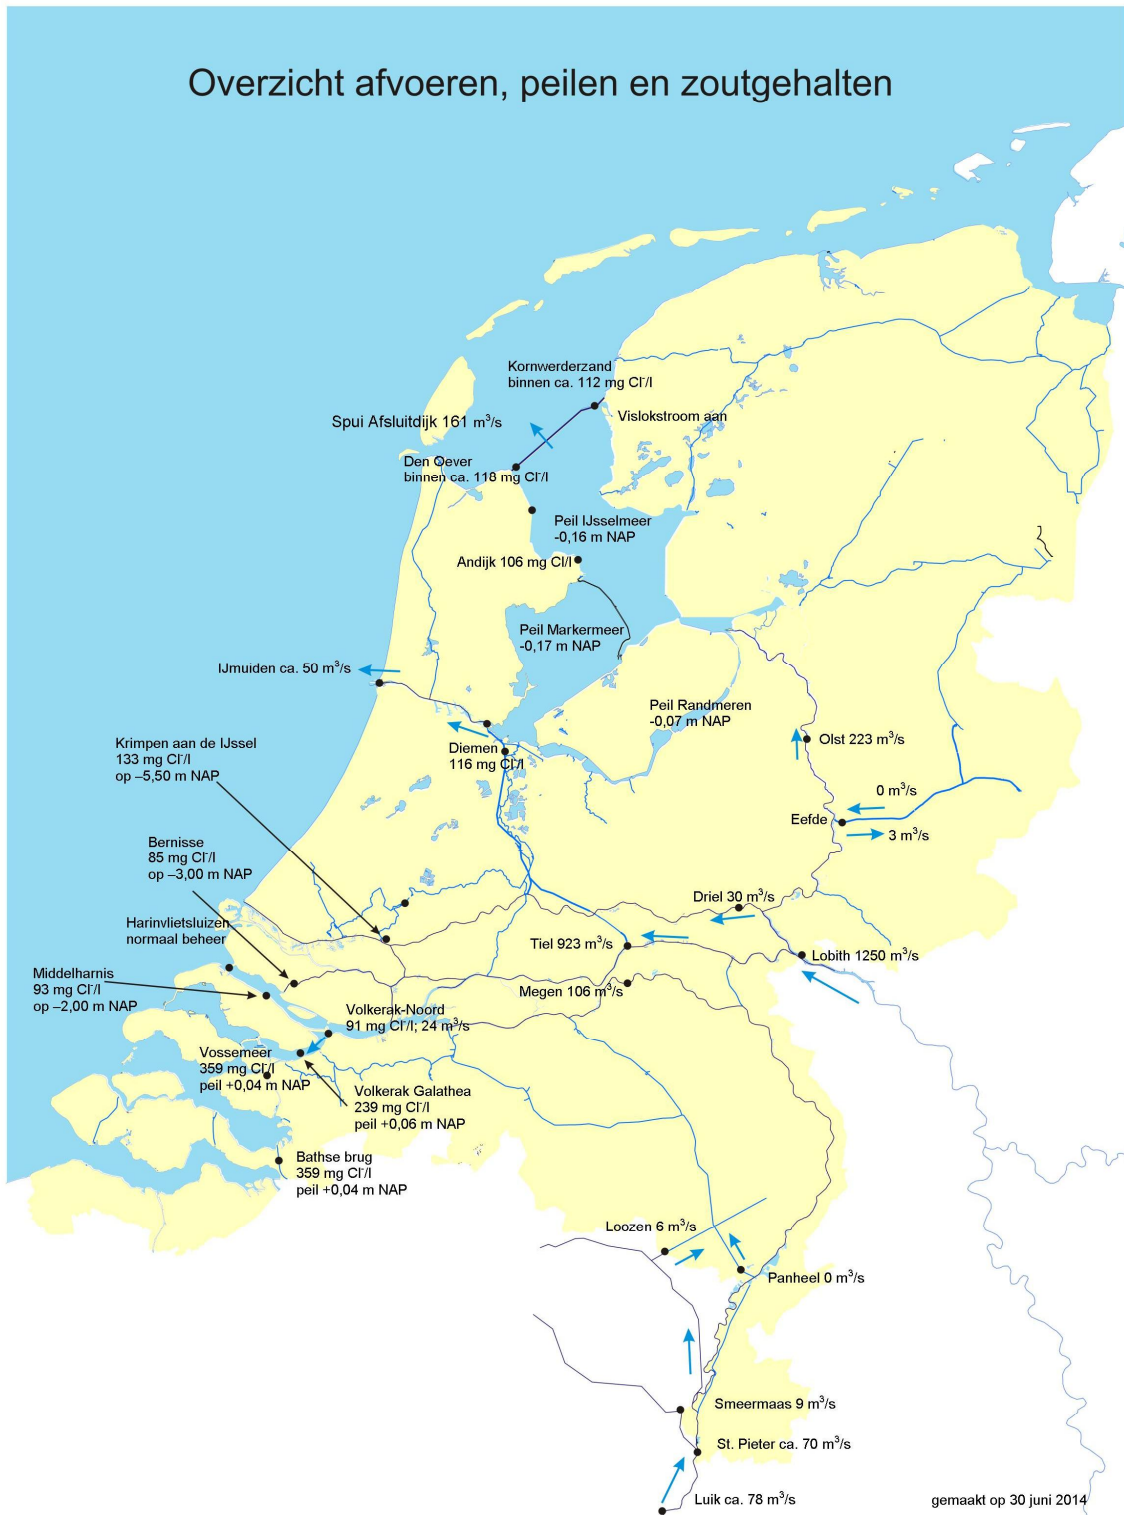 Overzicht afvoeren, peilen en zoutgehalten
Kornwerderzand
binnen ca. 112 mg Cl⁻/l
Vislokstroom aan
Spui Afsluitdijk 161 m³/s
Den Oever
binnen ca. 118 mg Cl⁻/l
Peil IJsselmeer
-0,16 m NAP
Andijk 106 mg Cl/l
Peil Markermeer
-0,17 m NAP
IJmuiden ca. 50 m³/s
Peil Randmeren
-0,07 m NAP
Olst 223 m³/s
Krimpen aan de IJssel
133 mg Cl⁻/l
op –5,50 m NAP
Diemen
116 mg Cl⁻/l
0 m³/s
Eefde
3 m³/s
Bernisse
85 mg Cl⁻/l
op –3,00 m NAP
Driel 30 m³/s
Harinvlietsluizen
normaal beheer
Tiel 923 m³/s
Lobith 1250 m³/s
Middelharnis
93 mg Cl⁻/l
op –2,00 m NAP
Megen 106 m³/s
Volkerak-Noord
91 mg Cl⁻/l; 24 m³/s
Vossemeer
359 mg Cl⁻/l
peil +0,04 m NAP
Volkerak Galathea
239 mg Cl⁻/l
peil +0,06 m NAP
Bathse brug
359 mg Cl⁻/l
peil +0,04 m NAP
Loozen 6 m³/s
Panheel 0 m³/s
Smeermaas 9 m³/s
St. Pieter ca. 70 m³/s
Luik ca. 78 m³/s
gemaakt op 30 juni 2014